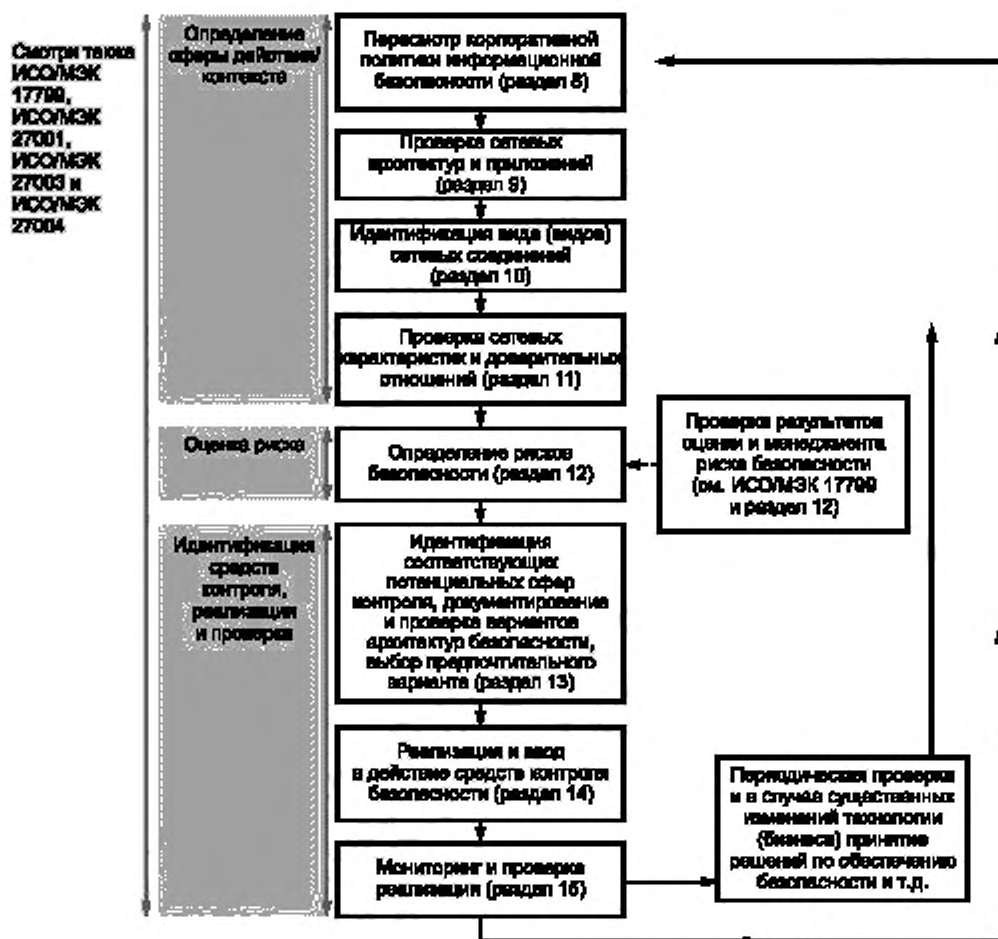 Смотри также
ИСО/МЭК
17799,
ИСО/МЭК
27001,
ИСО/МЭК
27003 и
ИСО/МЭК
27004
Определение
сферы действия/
контекста
Пересмотр корпоративной
политики информационной
безопасности (раздел 8)
Проверка сетевых
архитектур и приложений
(раздел 9)
Идентификация вида (видов)
сетевых соединений
(раздел 10)
Проверка сетевых
характеристик и доверительных
отношений (раздел 11)
Оценка риска
Определение рисков
безопасности (раздел 12)
Проверка результатов
оценки и менеджмента
риска безопасности
(см. ИСО/МЭК 17799
и раздел 12)
Идентификация
средств
контроля,
реализация
и проверка
Идентификация
соответствующих
потенциальных сфер
контроля, документирование
и проверка вариантов
архитектур безопасности,
выбор предпочтительного
варианта (раздел 13)
Реализация и ввод
в действие средств контроля
безопасности (раздел 14)
Мониторинг и проверка
реализации (раздел 15)
Периодическая проверка
и в случае существенных
изменений технологии
(бизнеса) принятие
решений по обеспечению
безопасности и т.д.